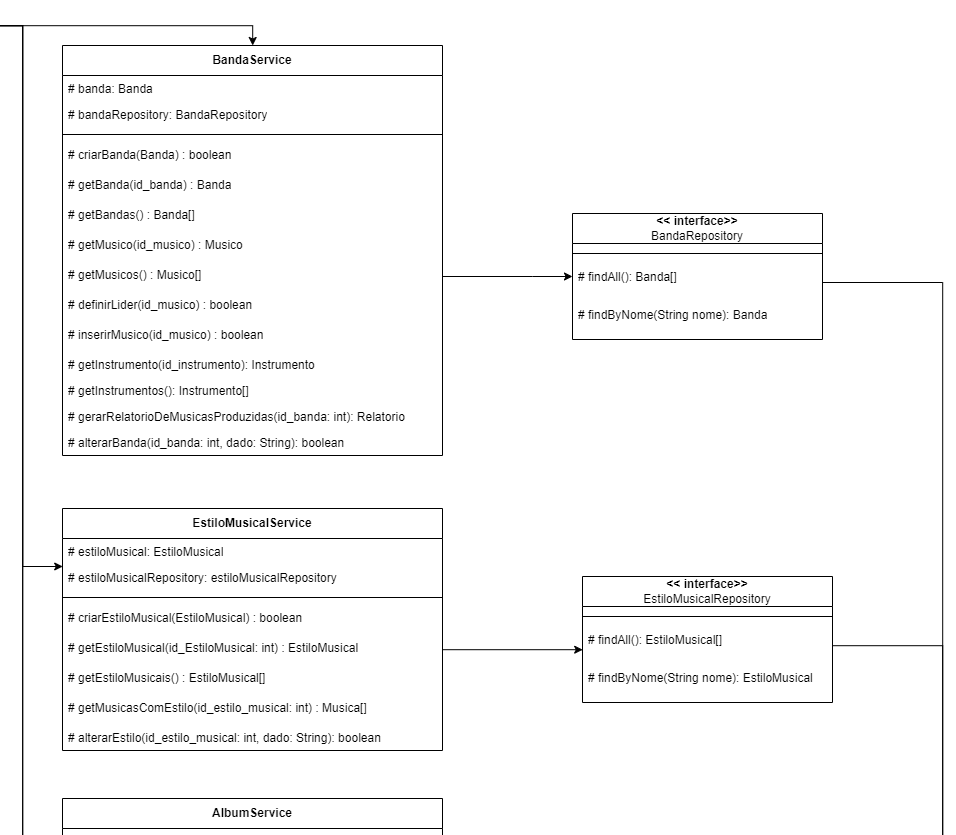 BandaService
# banda: Banda
# bandaRepository: BandaRepository
# criarBanda(Banda) : boolean
# getBanda(id_banda) : Banda
# getBandas() : Banda[]
# getMusico(id_musico) : Musico
# getMusicos() : Musico[]
# definirLider(id_musico) : boolean
# inserirMusico(id_musico) : boolean
# getInstrumento(id_instrumento): Instrumento
# getInstrumentos(): Instrumento[]
# gerarRelatorioDeMusicasProduzidas(id_banda: int): Relatorio
# alterarBanda(id_banda: int, dado: String): boolean
<< interface>>
BandaRepository
# findAll(): Banda[]
# findByNome(String nome): Banda
EstiloMusicalService
# estiloMusical: EstiloMusical
# estiloMusicalRepository: estiloMusicalRepository
# criarEstiloMusical(EstiloMusical) : boolean
# getEstiloMusical(id_EstiloMusical: int) : EstiloMusical
# getEstiloMusicais() : EstiloMusical[]
# getMusicasComEstilo(id_estilo_musical: int) : Musica[]
# alterarEstilo(id_estilo_musical: int, dado: String): boolean
<< interface>>
EstiloMusicalRepository
# findAll(): EstiloMusical[]
# findByNome(String nome): EstiloMusical
AlbumService